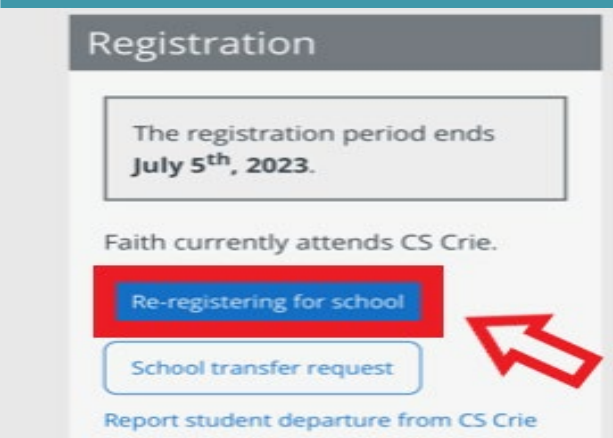 Registration
The registration period ends
July 5th, 2023.
Faith currently attends CS Crie.
Re-registering for school
School transfer request
Report student departure from CS Crie